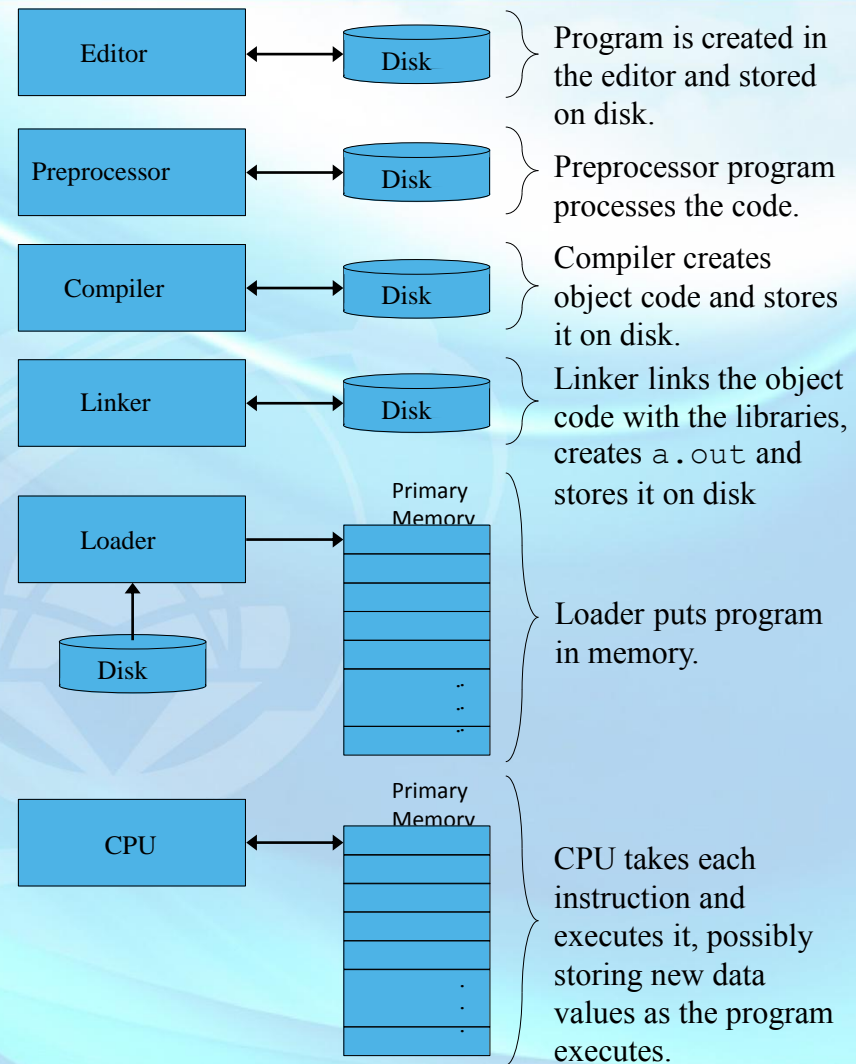 Editor
Disk
Program is created in
the editor and stored
on disk.
Preprocessor
Disk
Preprocessor program
processes the code.
Compiler
Disk
Compiler creates
object code and stores
it on disk.
Linker
Disk
Linker links the object
code with the libraries,
creates a.out and
stores it on disk
Primary
Memory
Loader
Disk
Loader puts program
in memory.
Primary
Memory
CPU
CPU takes each
instruction and
executes it, possibly
storing new data
values as the program
executes.